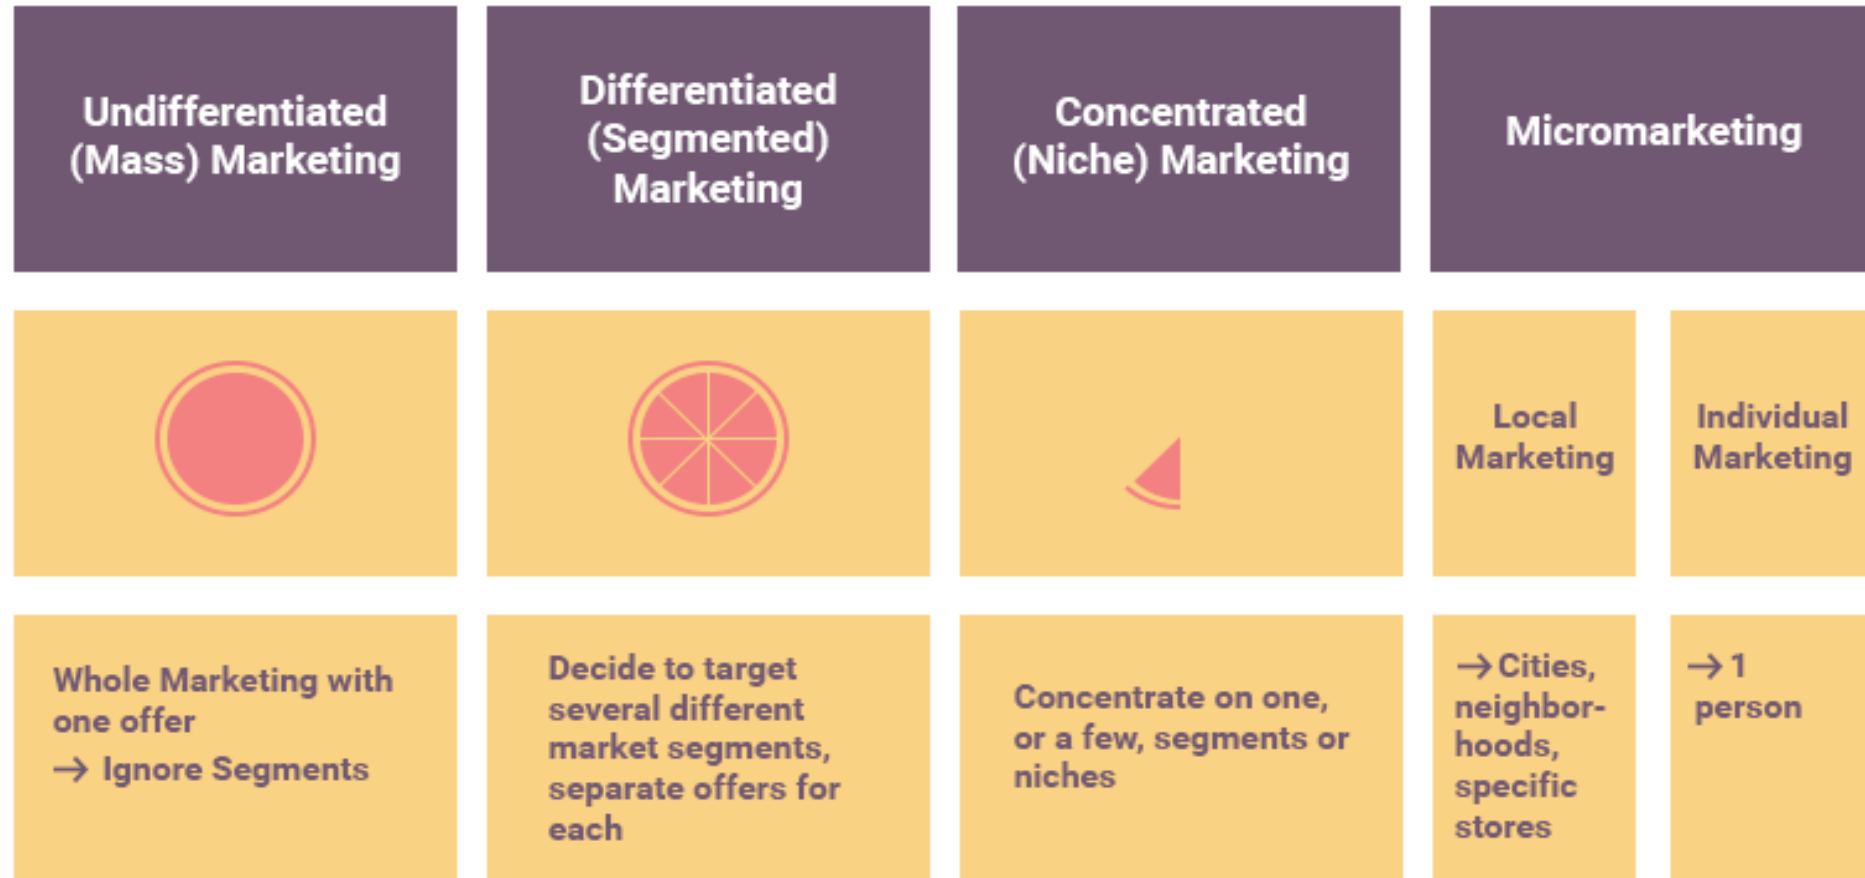 Undifferentiated
(Mass) Marketing
Differentiated
(Segmented)
Marketing
Concentrated
(Niche) Marketing
Micromarketing
Local
Marketing
Individual
Marketing
Whole Marketing with
one offer
→ Ignore Segments
Decide to target
several different
market segments,
separate offers for
each
Concentrate on one,
or a few, segments or
niches
→ Cities,
neighbor-
hoods,
specific
stores
→ 1
person